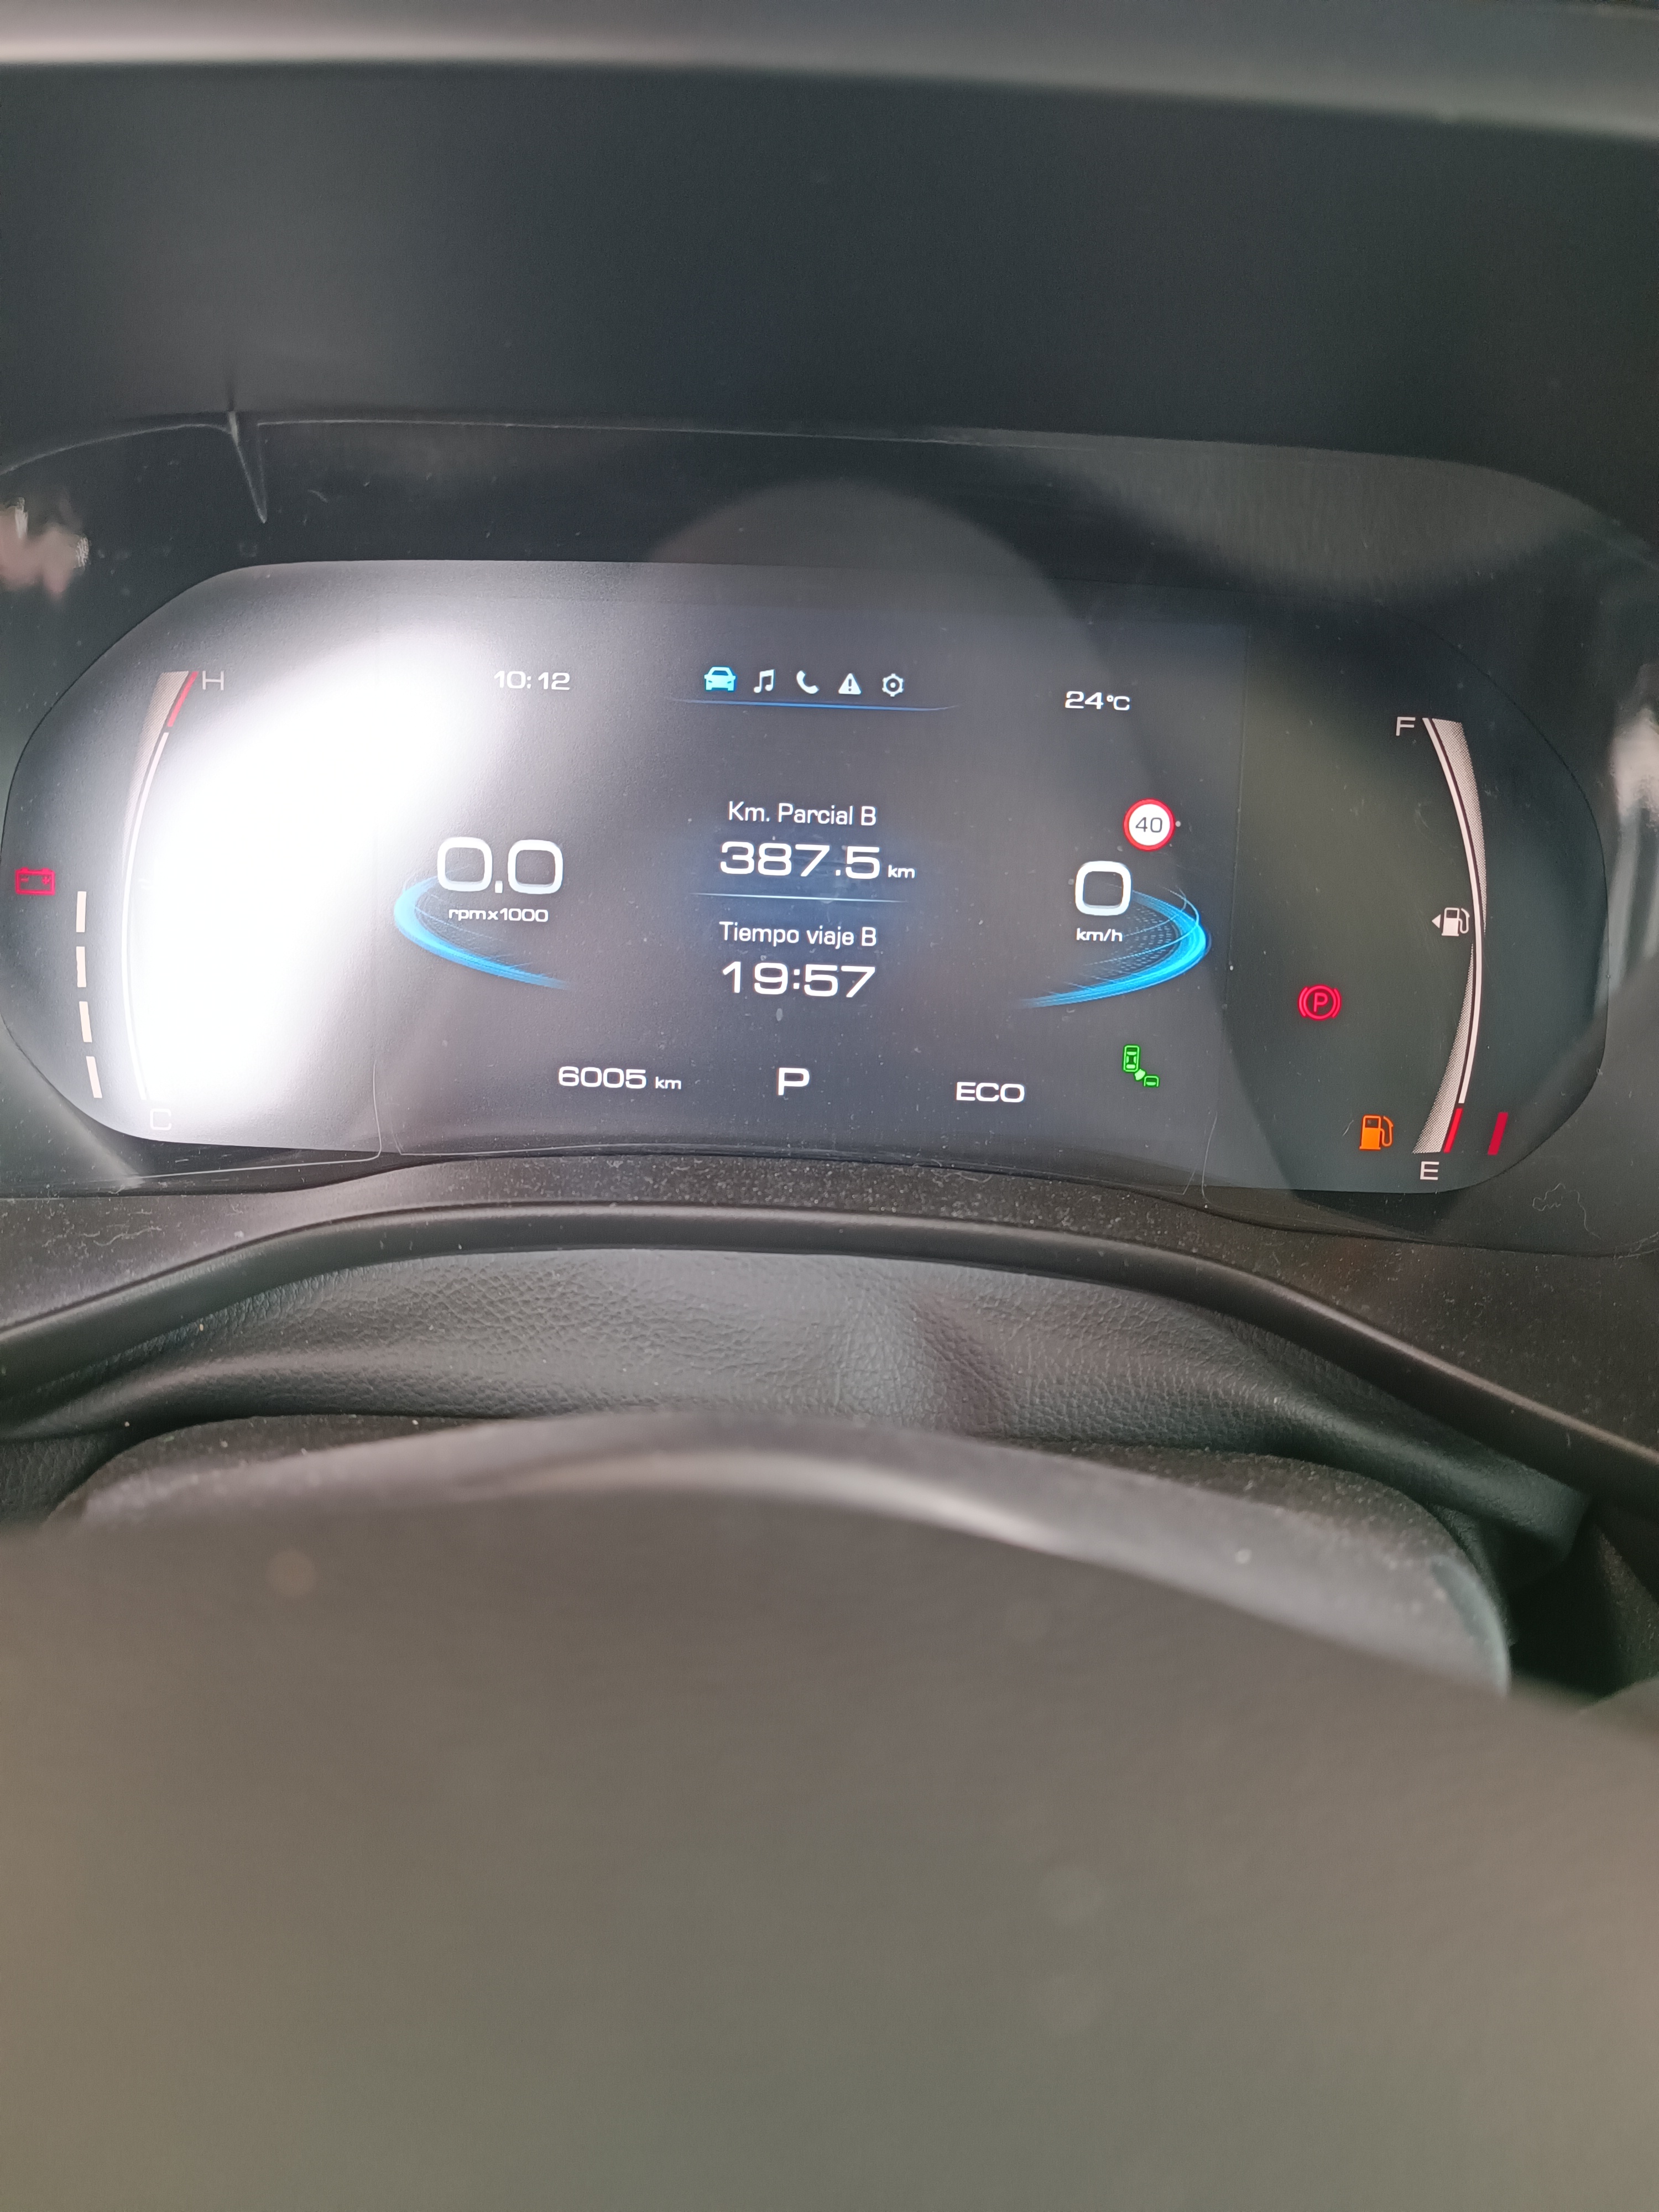 H
10:12
24°C
F
Km. Parcial B
387.5 km
40
0.0
rpmx1000
0
km/h
Tiempo viaje B
19:57
P
6005 km
P
ECO
C
E